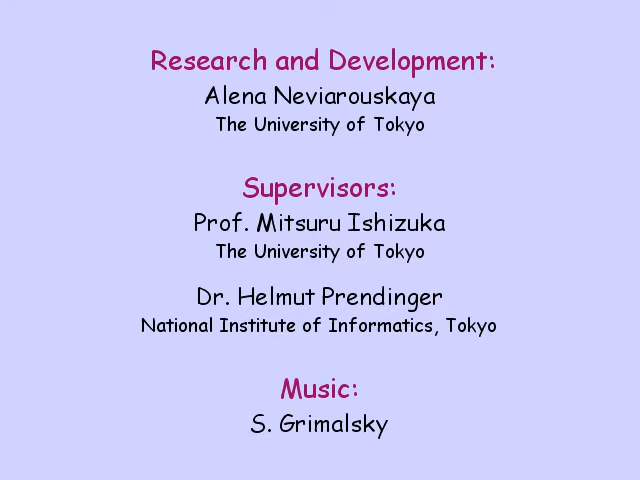 Research and Development:
Alena Neviarouskaya
The University of Tokyo
Supervisors:
Prof. Mitsuru Ishizuka
The University of Tokyo
Dr. Helmut Prendinger
National Institute of Informatics, Tokyo
Music:
S. Grimalsky